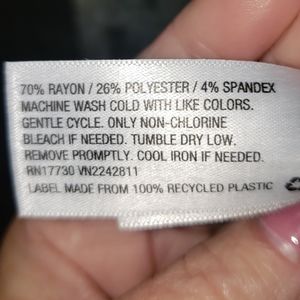 70% RAYON / 26% POLYESTER / 4% SPANDEX
MACHINE WASH COLD WITH LIKE COLORS.
GENTLE CYCLE. ONLY NON-CHLORINE
BLEACH IF NEEDED. TUMBLE DRY LOW.
REMOVE PROMPTLY. COOL IRON IF NEEDED.
RN17730 VN2242811
LABEL MADE FROM 100% RECYCLED PLASTIC